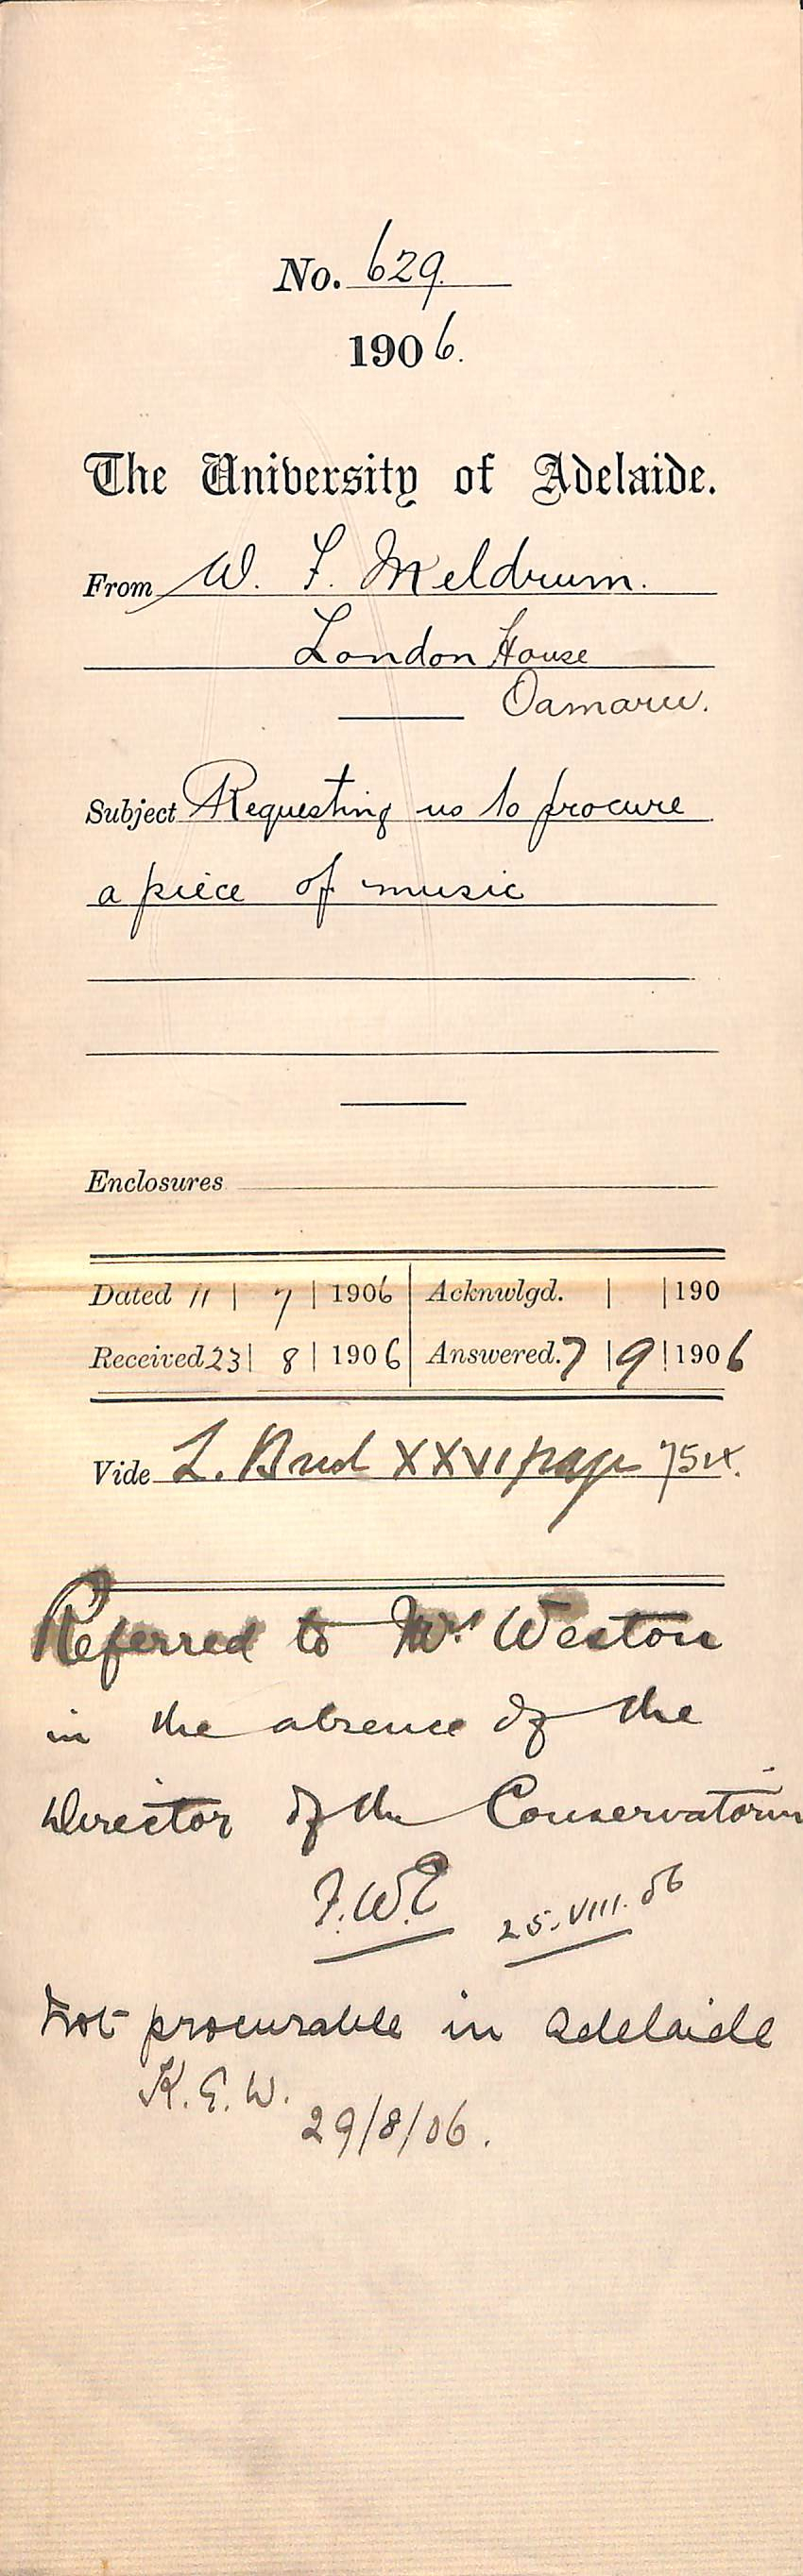 No. 629.
1906.
The University of Adelaide.
From W. F. Meldrum.
London House
Oamaru.
Subject Requesting us to procure
a piece of music
Enclosures
Dated 11 | 7 | 1906 | Acknwlgd. | | 190
Received 23 | 8 | 1906 | Answered. 7 | 9 | 1906
Vide L. XXVI page
Referred to Weston
in the absence of the
Director of the Conservatorium
F.W.E 25.VIII.06
Not procurable in Adelaide
K.E.W.
29/8/06.